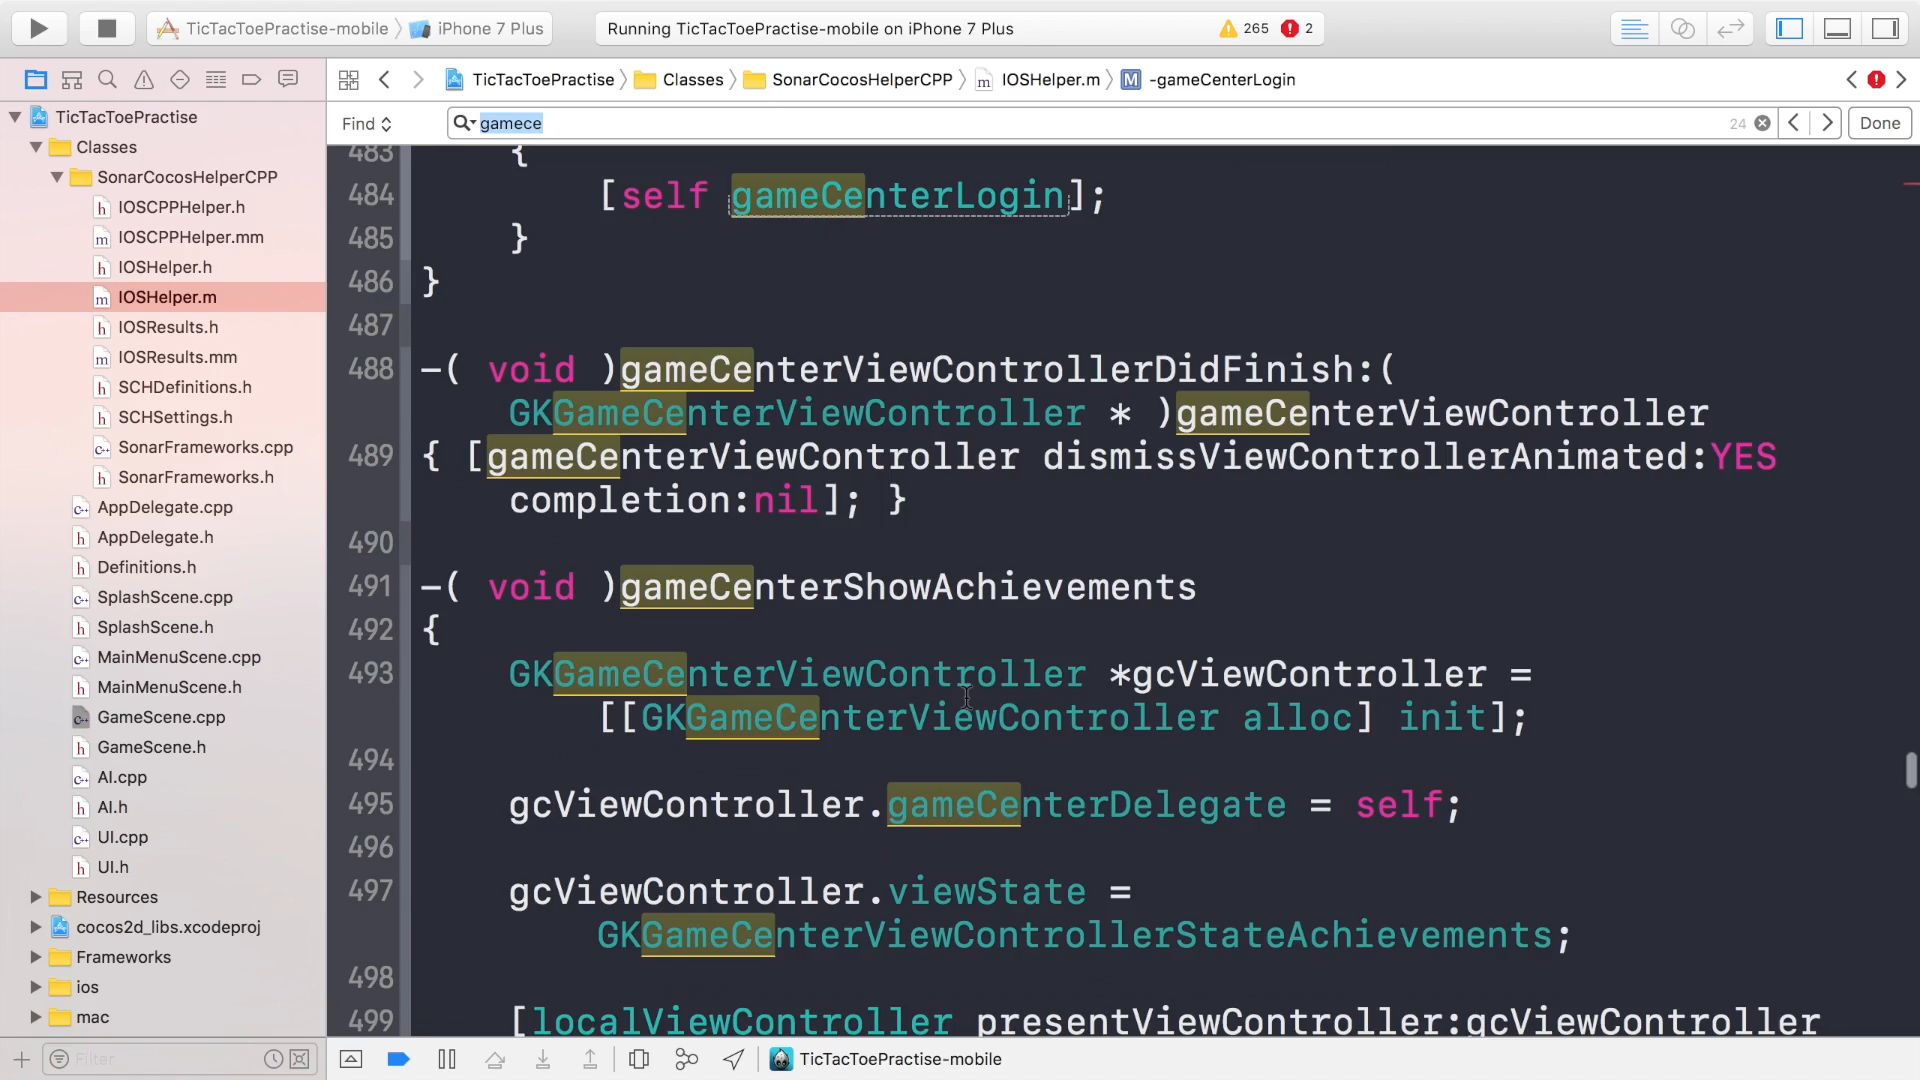 TicTacToePractise-mobile
iPhone 7 Plus
Running TicTacToePractise-mobile on iPhone 7 Plus
265
2
TicTacToePractise
Classes
SonarCocosHelperCPP
IOSHelper.m
M
-gameCenterLogin
Find
gamece
24
Done
TicTacToePractise
Classes
SonarCocosHelperCPP
IOSCPPHelper.h
IOSCPPHelper.mm
IOSHelper.h
IOSHelper.m
IOSResults.h
IOSResults.mm
SCHDefinitions.h
SCHSettings.h
SonarFrameworks.cpp
SonarFrameworks.h
AppDelegate.cpp
AppDelegate.h
Definitions.h
SplashScene.cpp
SplashScene.h
MainMenuScene.cpp
MainMenuScene.h
GameScene.cpp
GameScene.h
AI.cpp
AI.h
UI.cpp
UI.h
Resources
cocos2d_libs.xcodeproj
Frameworks
ios
mac
Filter
483 {
484 [self gameCenterLogin];
485 }
486 }
487
488 -( void )gameCenterViewControllerDidFinish:(
GKGameCenterViewController * )gameCenterViewController
489 { [gameCenterViewController dismissViewControllerAnimated:YES
completion:nil]; }
490
491 -( void )gameCenterShowAchievements
492 {
493 GKGameCenterViewController *gcViewController =
[[GKGameCenterViewController alloc] init];
494
495 gcViewController.gameCenterDelegate = self;
496
497 gcViewController.viewState =
GKGameCenterViewControllerStateAchievements;
498
499 [localViewController presentViewController:gcViewController
TicTacToePractise-mobile